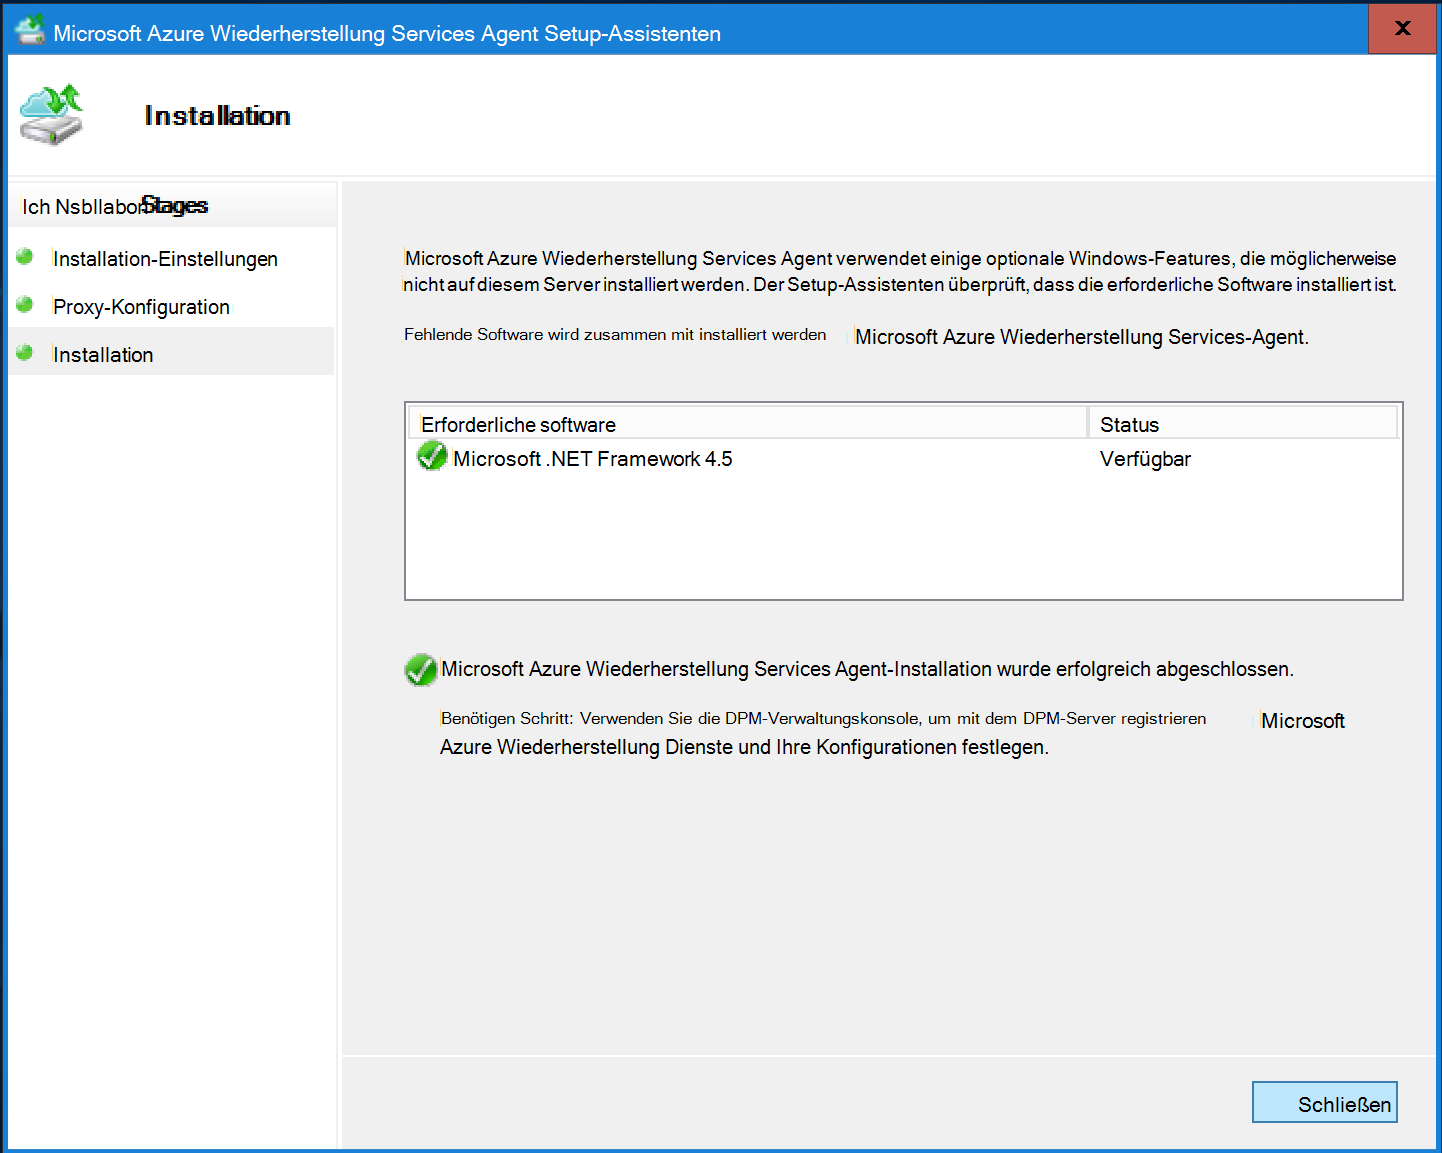 Microsoft Azure Wiederherstellung Services Agent Setup-Assistenten
x
Installation
Ich Nsbllabon Stages
Installation-Einstellungen
Proxy-Konfiguration
Installation
Microsoft Azure Wiederherstellung Services Agent verwendet einige optionale Windows-Features, die möglicherweise
nicht auf diesem Server installiert werden. Der Setup-Assistenten überprüft, dass die erforderliche Software installiert ist.
Fehlende Software wird zusammen mit installiert werden Microsoft Azure Wiederherstellung Services-Agent.
Erforderliche software Status
Microsoft .NET Framework 4.5 Verfügbar
Microsoft Azure Wiederherstellung Services Agent-Installation wurde erfolgreich abgeschlossen.
Benötigen Schritt: Verwenden Sie die DPM-Verwaltungskonsole, um mit dem DPM-Server registrieren Microsoft
Azure Wiederherstellung Dienste und Ihre Konfigurationen festlegen.
Schließen